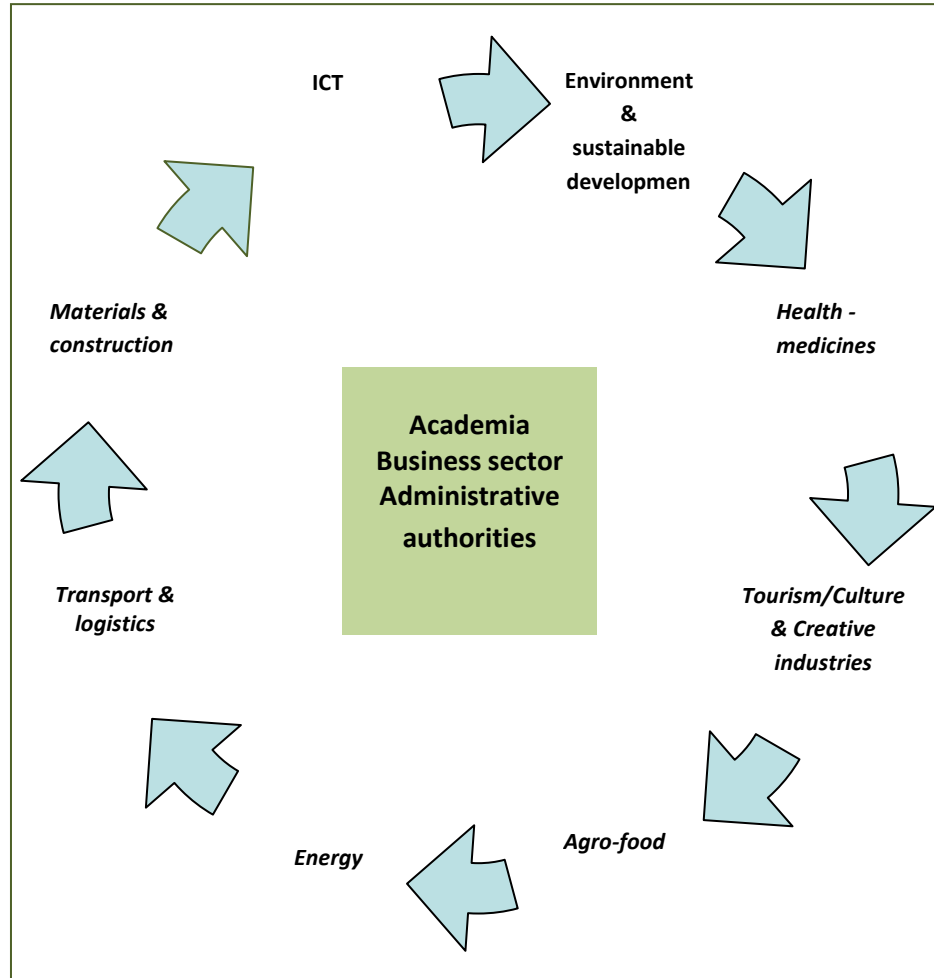 ICT
Environment
&
sustainable
developmen
Health -
medicines
Tourism/Culture
& Creative
industries
Agro-food
Energy
Transport &
logistics
Materials &
construction
Academia
Business sector
Administrative
authorities